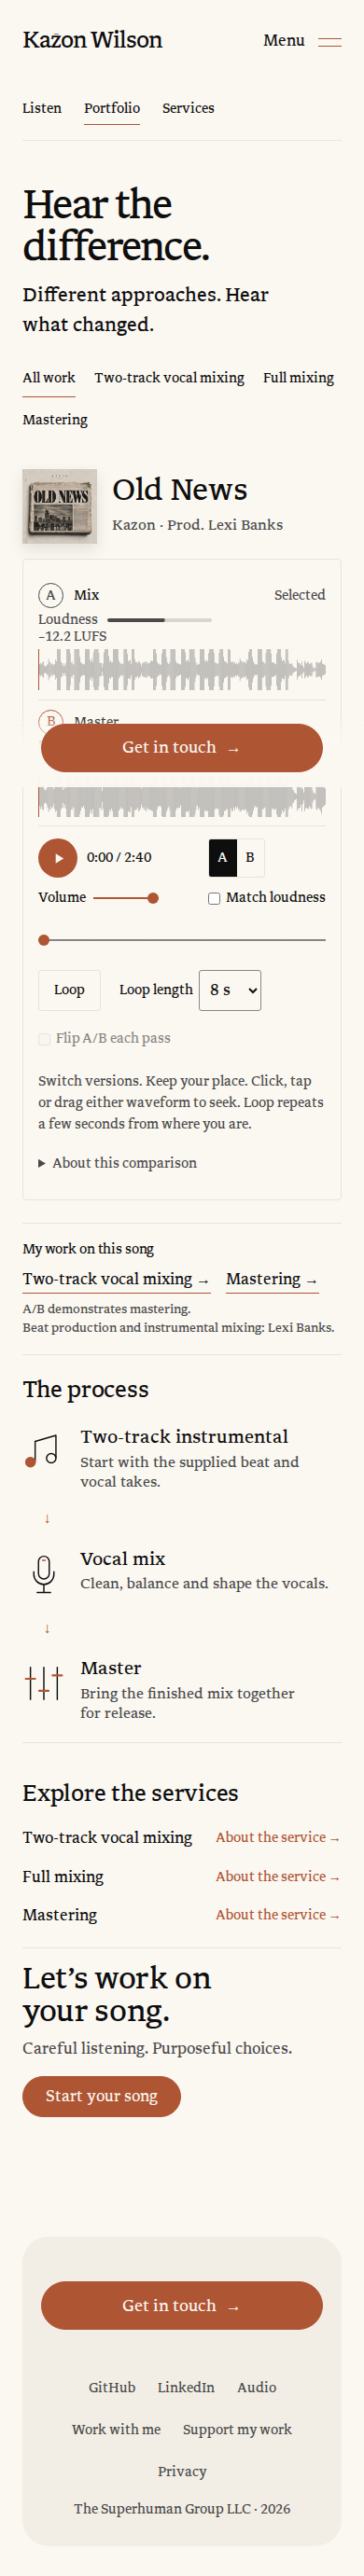 Kazon Wilson
Menu
Listen Portfolio Services
Hear the
difference.
Different approaches. Hear
what changed.
All work Two-track vocal mixing Full mixing
Mastering
OLD NEWS
Old News
Kazon · Prod. Lexi Banks
A Mix Selected
Loudness
−12.2 LUFS
B Master
Get in touch →
0:00 / 2:40 A B
Volume Match loudness
Loop Loop length 8 s
Flip A/B each pass
Switch versions. Keep your place. Click, tap
or drag either waveform to seek. Loop repeats
a few seconds from where you are.
About this comparison
My work on this song
Two-track vocal mixing → Mastering →
A/B demonstrates mastering.
Beat production and instrumental mixing: Lexi Banks.
The process
Two-track instrumental
Start with the supplied beat and
vocal takes.
↓
Vocal mix
Clean, balance and shape the vocals.
↓
Master
Bring the finished mix together
for release.
Explore the services
Two-track vocal mixing About the service →
Full mixing About the service →
Mastering About the service →
Let’s work on
your song.
Careful listening. Purposeful choices.
Start your song
Get in touch →
GitHub LinkedIn Audio
Work with me Support my work
Privacy
The Superhuman Group LLC · 2026